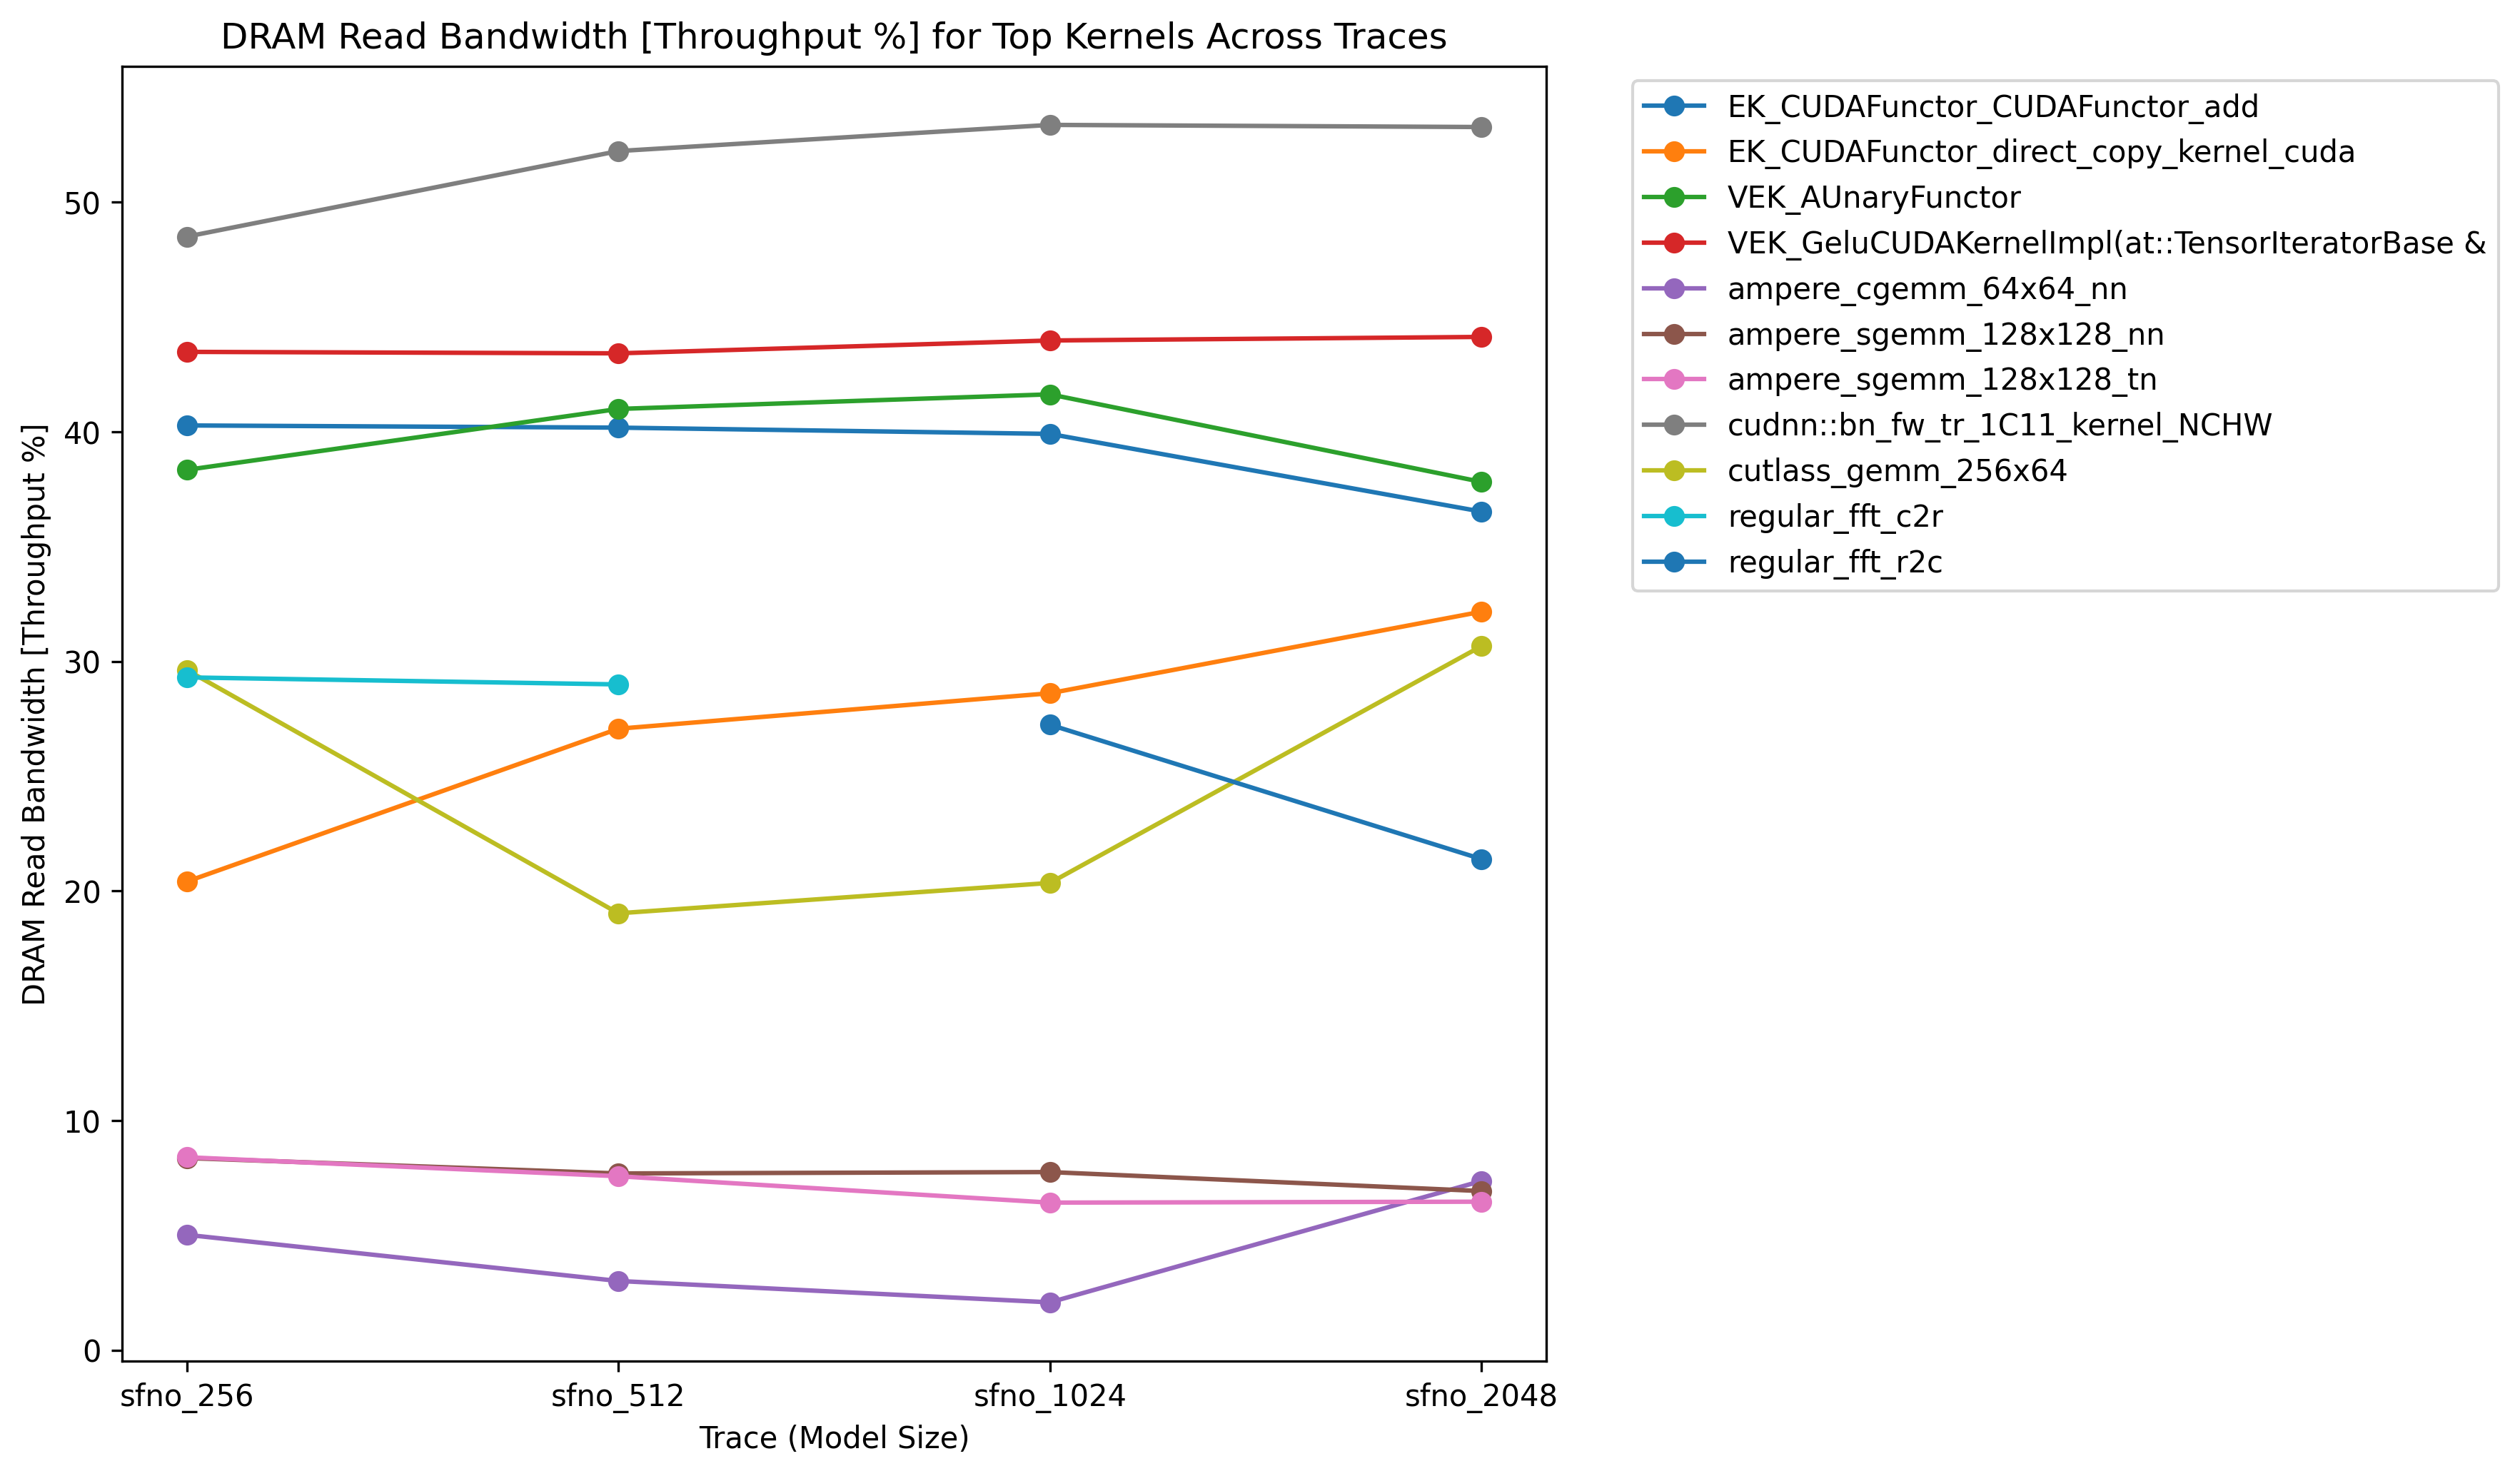 DRAM Read Bandwidth [Throughput %] for Top Kernels Across Traces
DRAM Read Bandwidth [Throughput %]
50
40
30
20
10
0
sfno_256
sfno_512
sfno_1024
sfno_2048
Trace (Model Size)
EK_CUDAFunctor_CUDAFunctor_add
EK_CUDAFunctor_direct_copy_kernel_cuda
VEK_AUnaryFunctor
VEK_GeluCUDAKernelImpl(at::TensorIteratorBase &
ampere_cgemm_64x64_nn
ampere_sgemm_128x128_nn
ampere_sgemm_128x128_tn
cudnn::bn_fw_tr_1C11_kernel_NCHW
cutlass_gemm_256x64
regular_fft_c2r
regular_fft_r2c